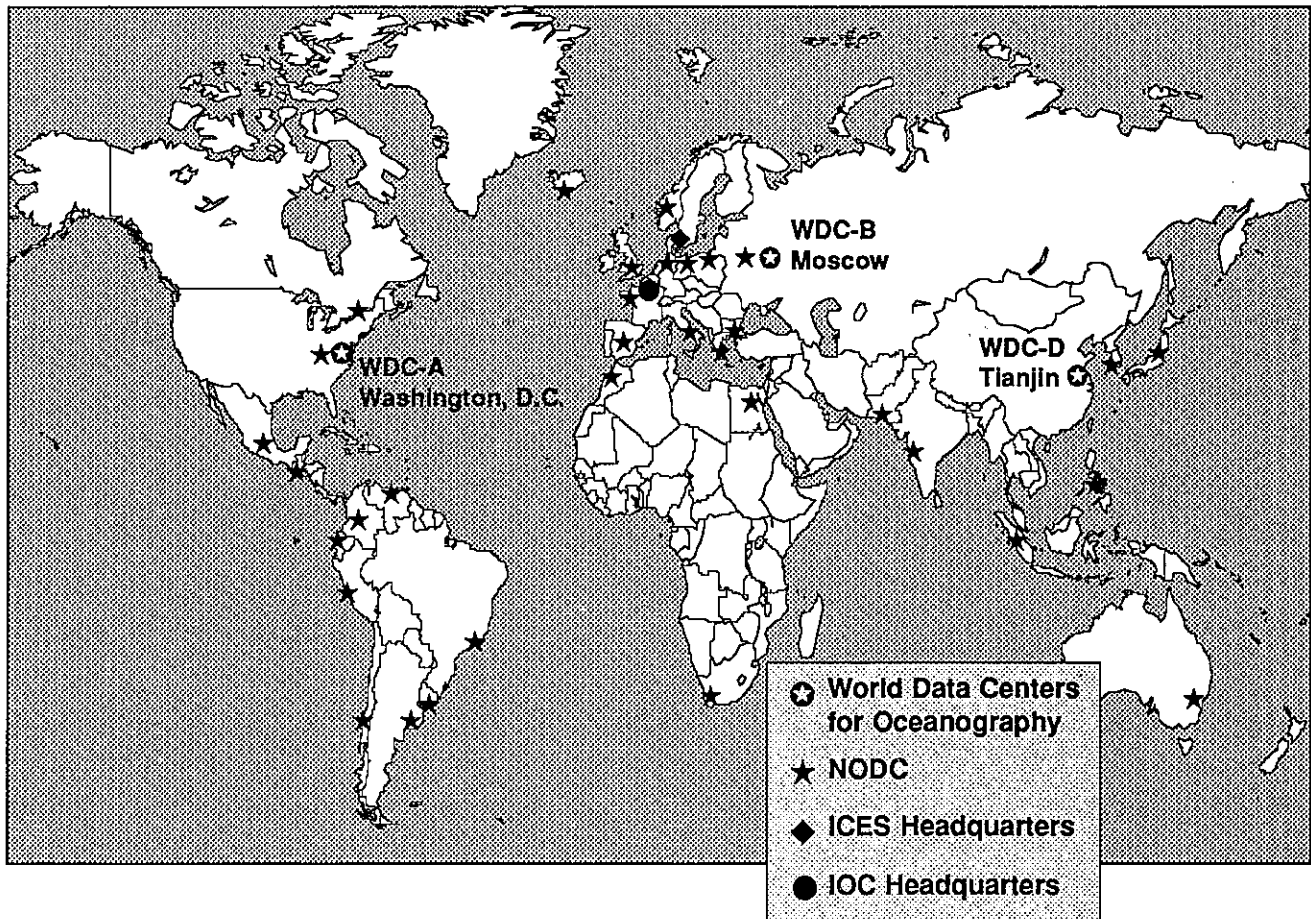 WDC-B
Moscow
WDC-A
Washington, D.C.
WDC-D
Tianjin
World Data Centers
for Oceanography
NODC
ICES Headquarters
IOC Headquarters